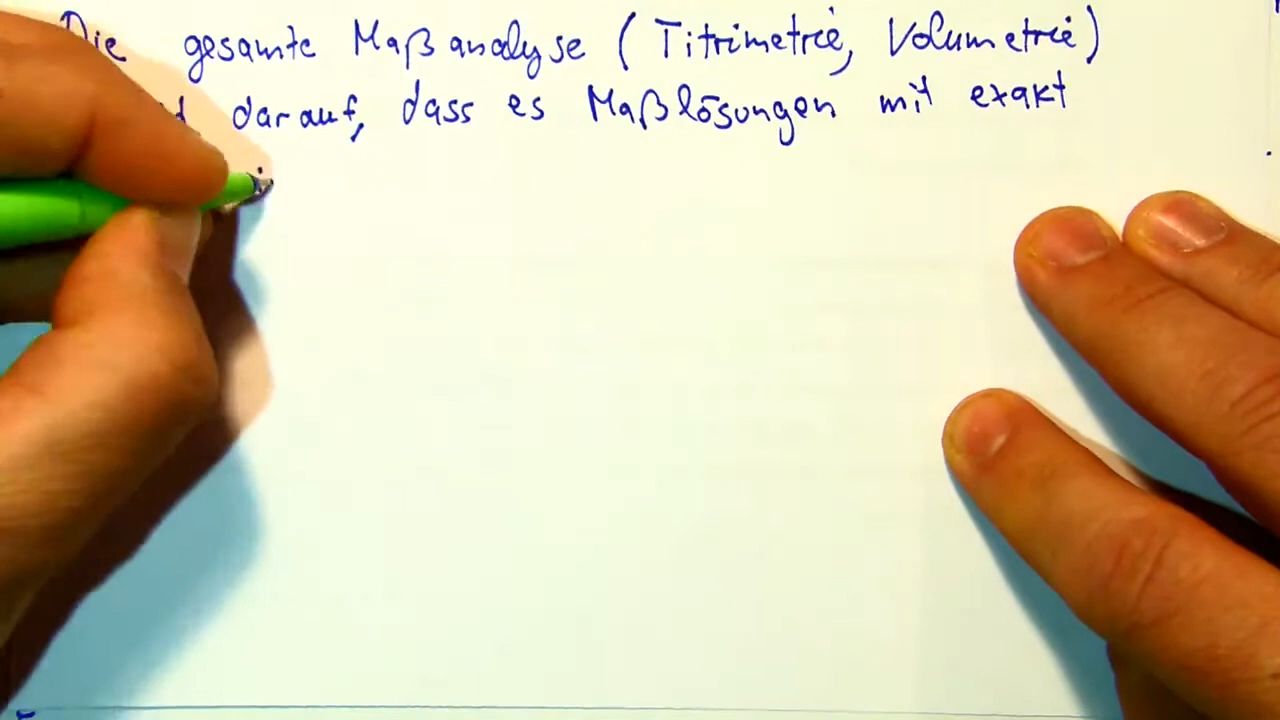 Die gesamte Maßanalyse (Titrimetrie, Volumetrie)
darauf, dass es Maßlösungen mit exakt